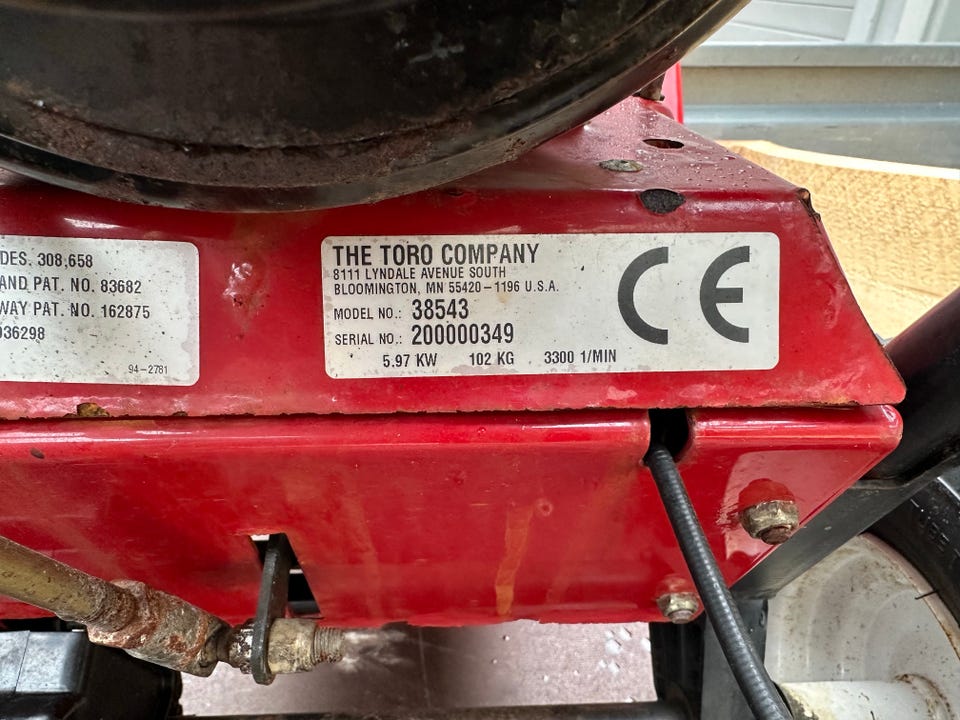 DES. 308,658
AND PAT. NO. 83682
WAY PAT. NO. 162875
036298
94-2781
THE TORO COMPANY
8111 LYNDALE AVENUE SOUTH
BLOOMINGTON, MN 55420-1196 U.S.A.
MODEL NO.: 38543
SERIAL NO.: 200000349
5.97 KW 102 KG 3300 1/MIN
CE